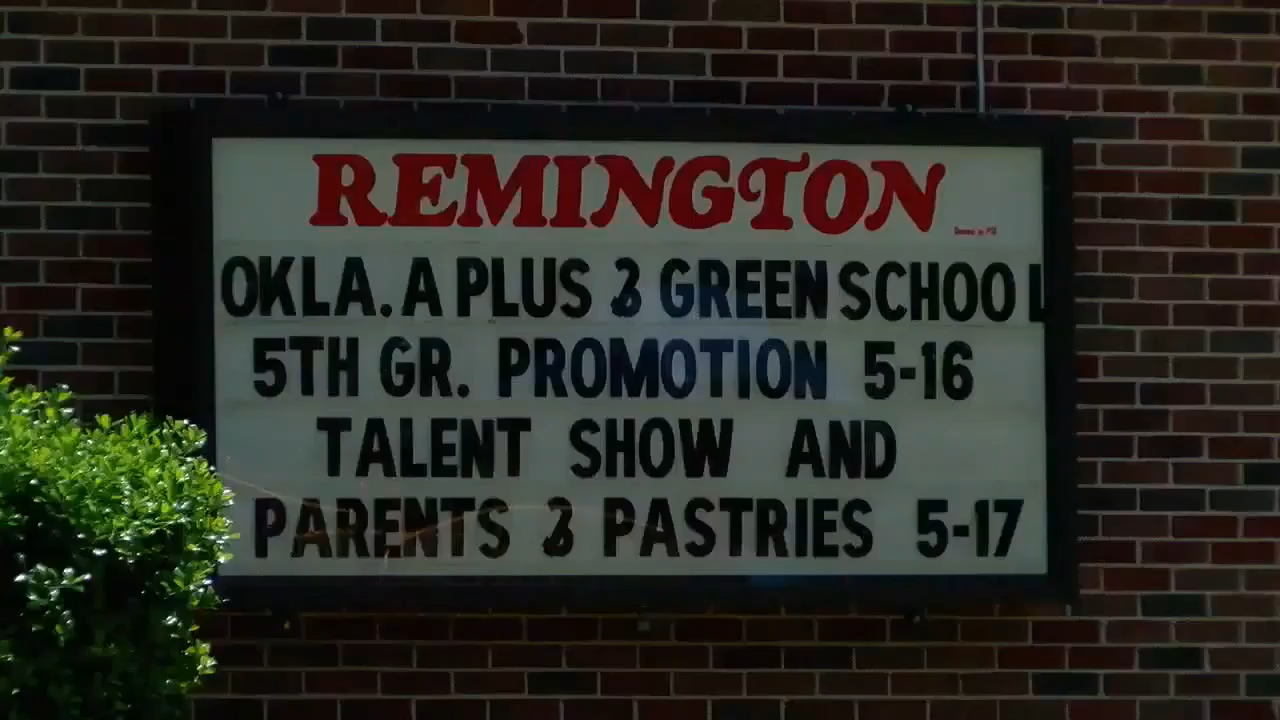 REMINGTON
OKLA. A PLUS & GREEN SCHOOL
5TH GR. PROMOTION 5-16
TALENT SHOW AND
PARENTS & PASTRIES 5-17